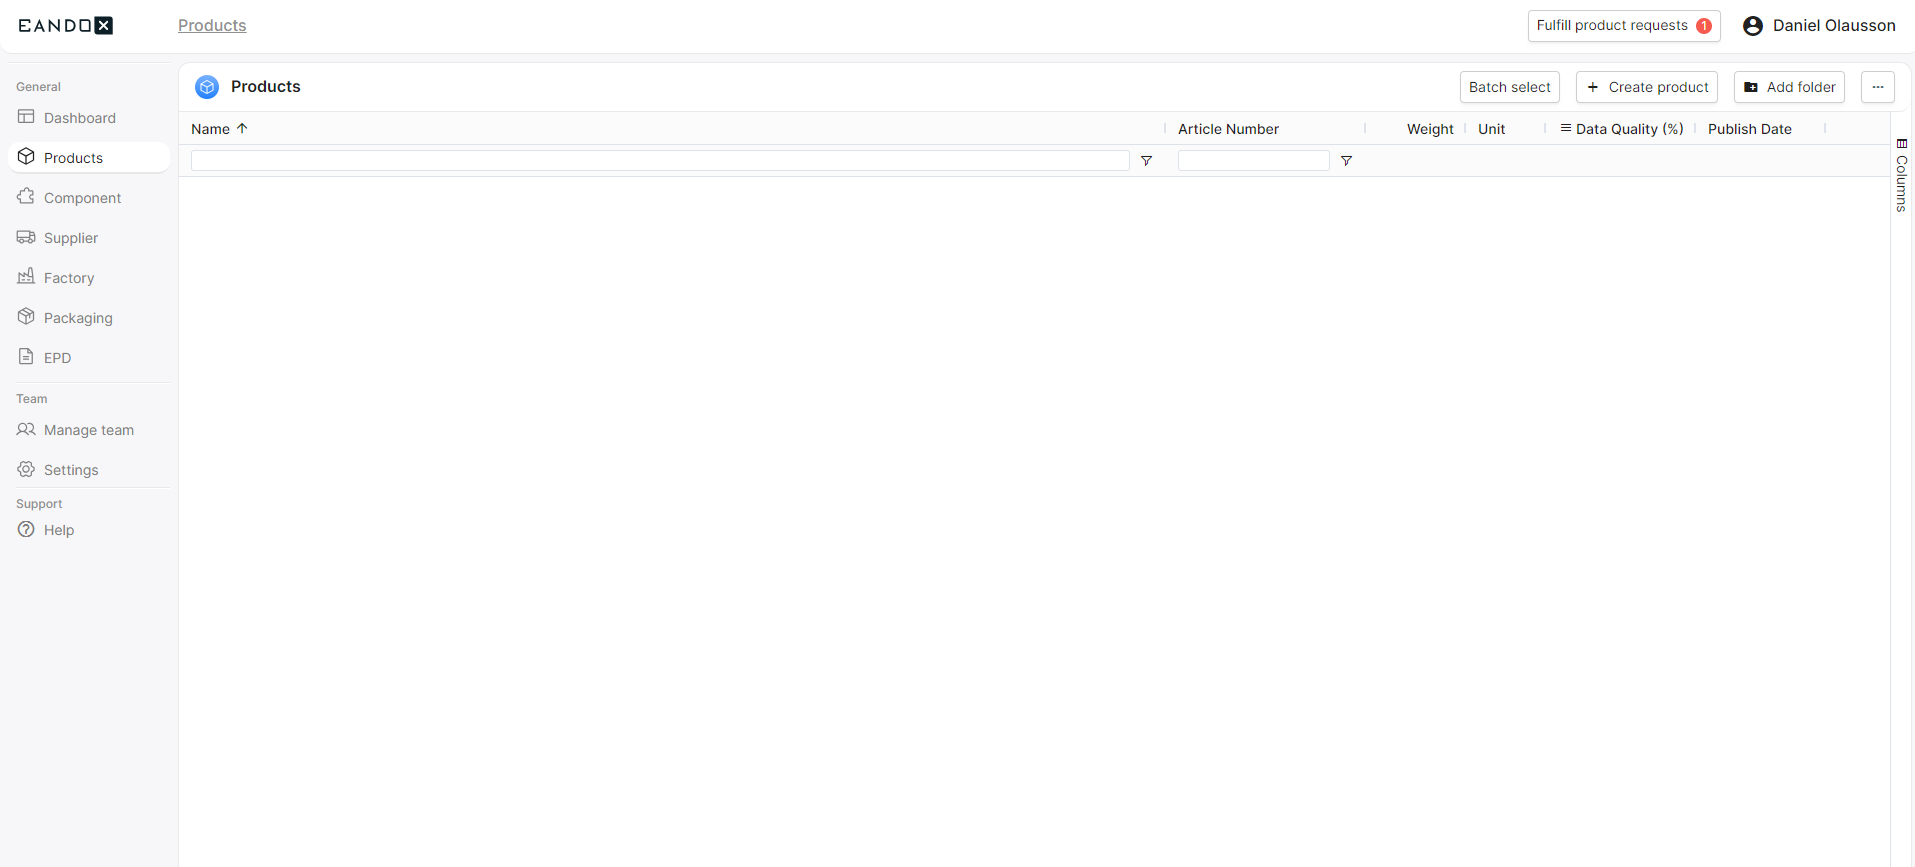 EANDOX
Products
Fulfill product requests 1
Daniel Olausson
General
Dashboard
Products
Component
Supplier
Factory
Packaging
EPD
Team
Manage team
Settings
Support
Help
Products
Batch select
+ Create product
Add folder
...
Name ↑
Article Number
Weight
Unit
Data Quality (%)
Publish Date
Columns